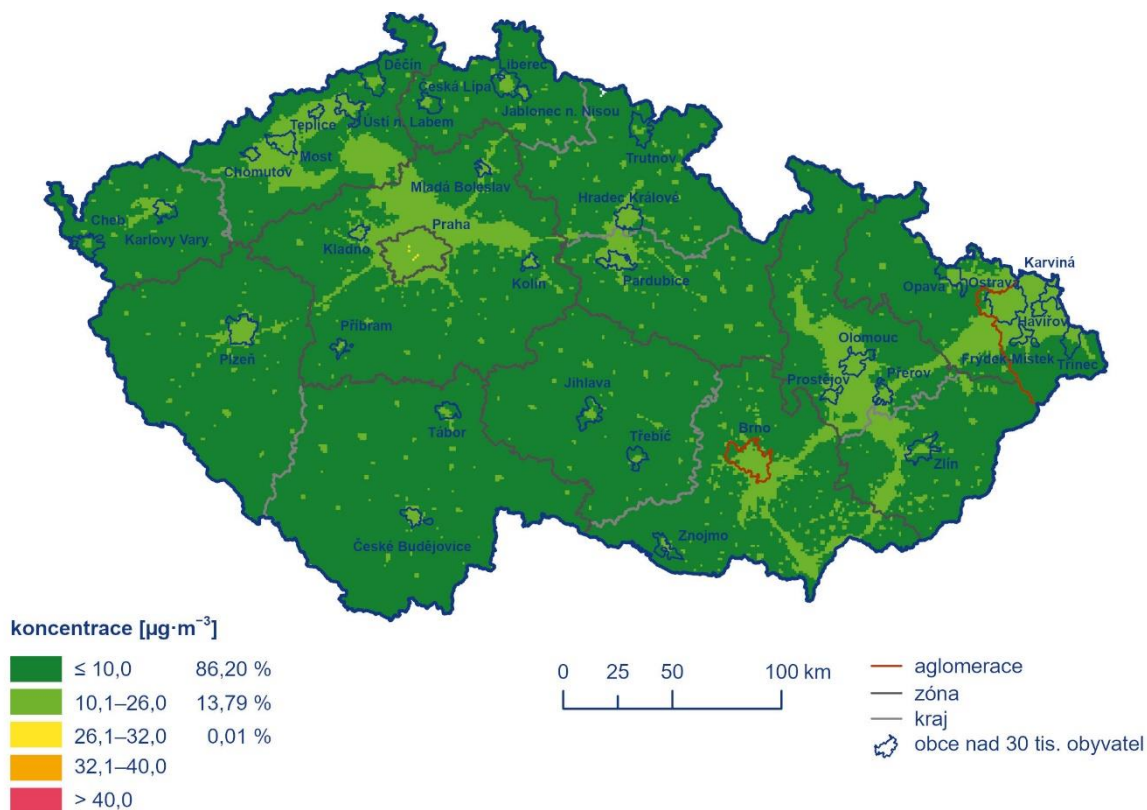 Děčín
Liberec
Česká Lípa
Jablonec n. Nisou
Teplice
Ústí n. Labem
Most
Chomutov
Trutnov
Mladá Boleslav
Hradec Králové
Cheb
Karlovy Vary
Kladno
Praha
Kolín
Pardubice
Karviná
Opava
Ostrava
Havířov
Plzeň
Příbram
Olomouc
Frýdek-Místek
Třinec
Prostějov
Přerov
Jihlava
Tábor
Třebíč
Brno
Zlín
České Budějovice
Znojmo
koncentrace [µg·m⁻³]
≤ 10,0 86,20 %
10,1–26,0 13,79 %
26,1–32,0 0,01 %
32,1–40,0
> 40,0
0 25 50 100 km
aglomerace
zóna
kraj
obce nad 30 tis. obyvatel